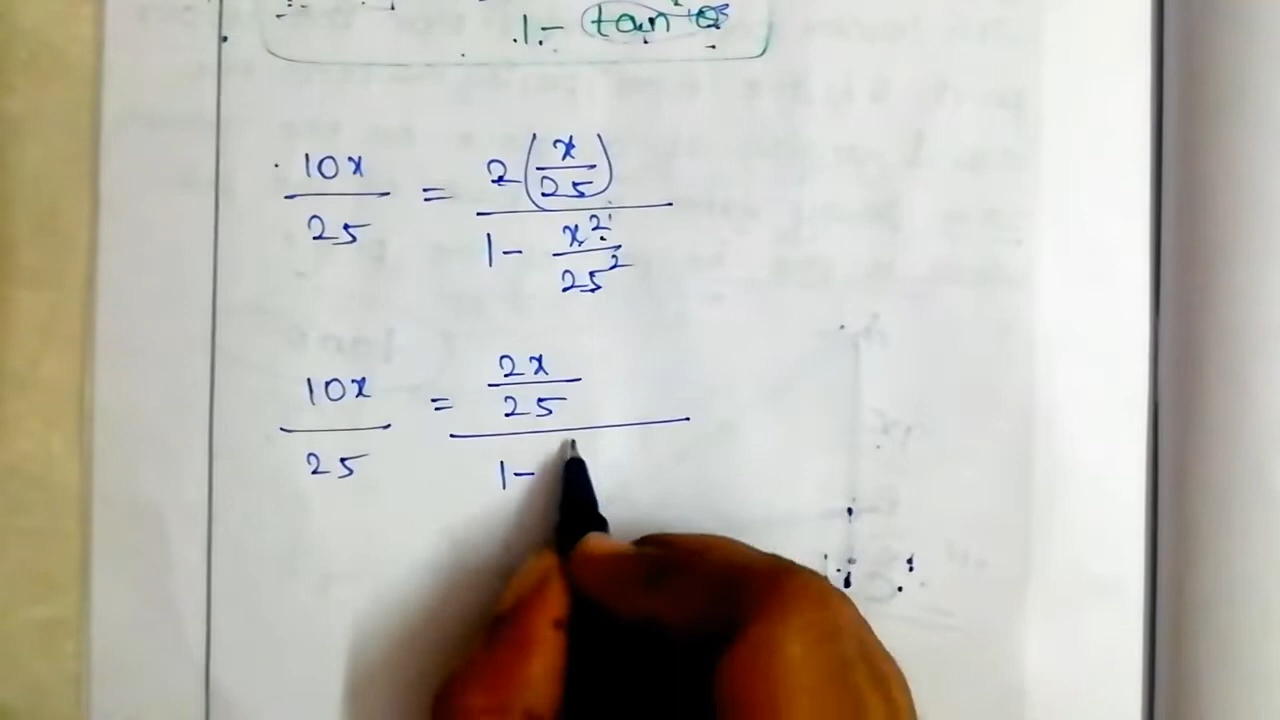 1 - tan²θ
10x/25 = 2(x/25)/(1 - x²/25²)
10x/25 = (2x/25)/(1 -